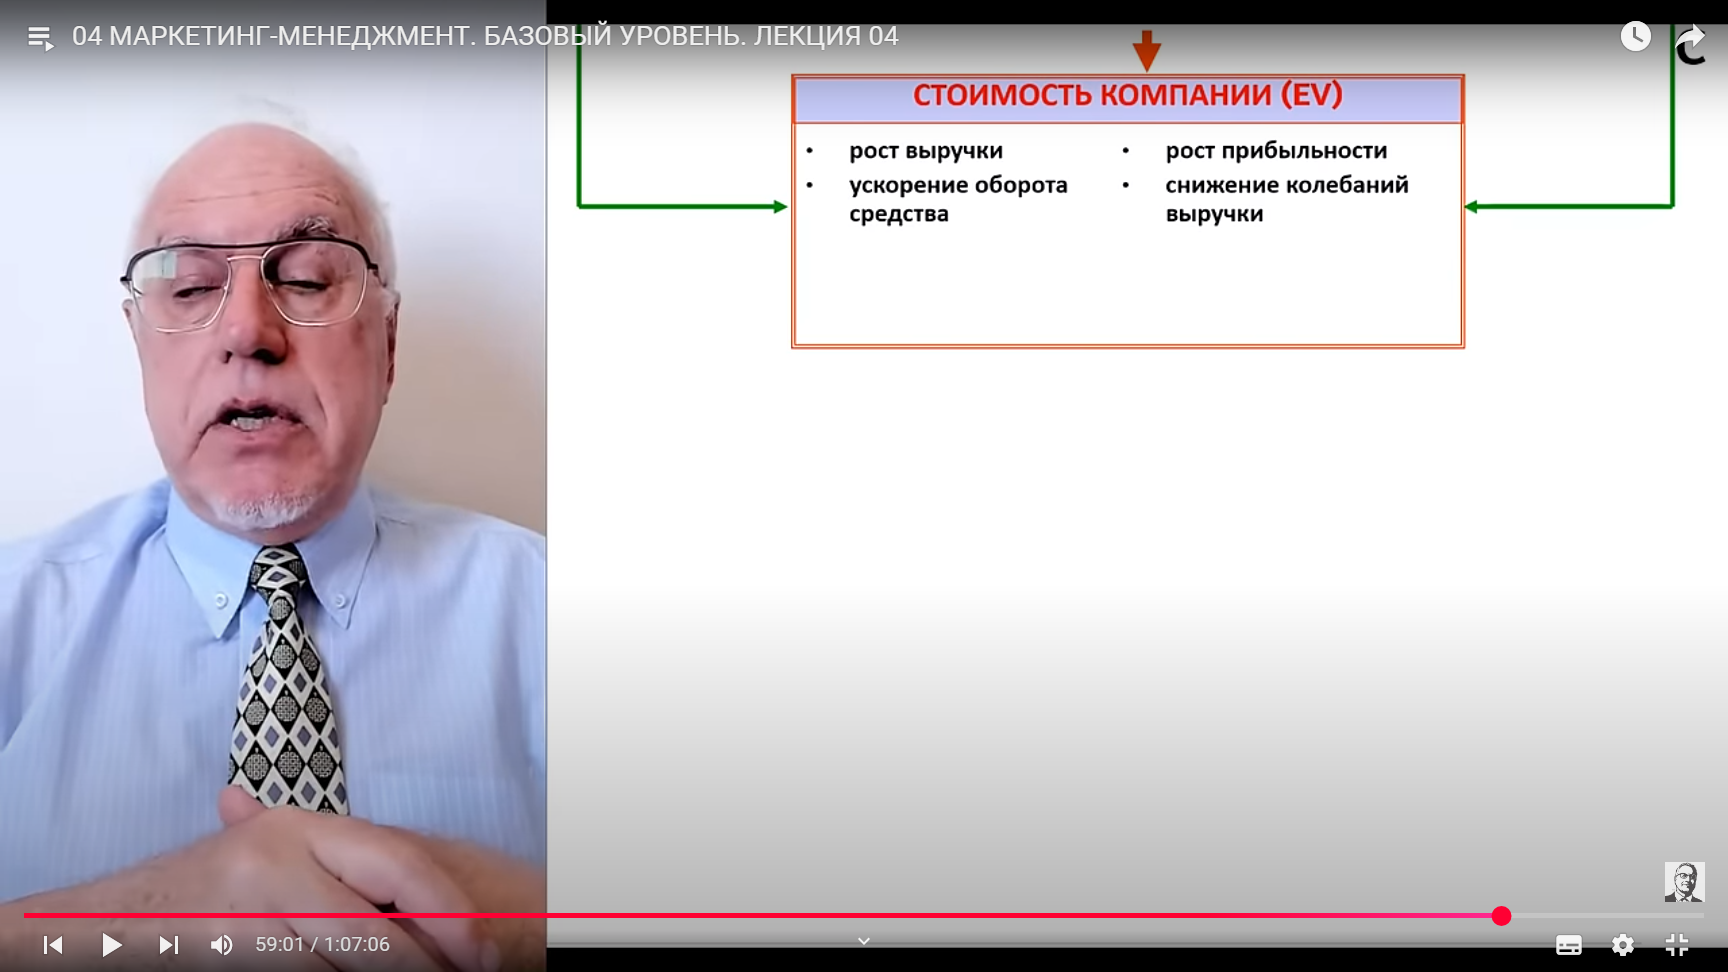 04 МАРКЕТИНГ-МЕНЕДЖМЕНТ. БАЗОВЫЙ УРОВЕНЬ. ЛЕКЦИЯ 04
С
СТОИМОСТЬ КОМПАНИИ (EV)
• рост выручки
• ускорение оборота
средства
• рост прибыльности
• снижение колебаний
выручки
59:01 / 1:07:06